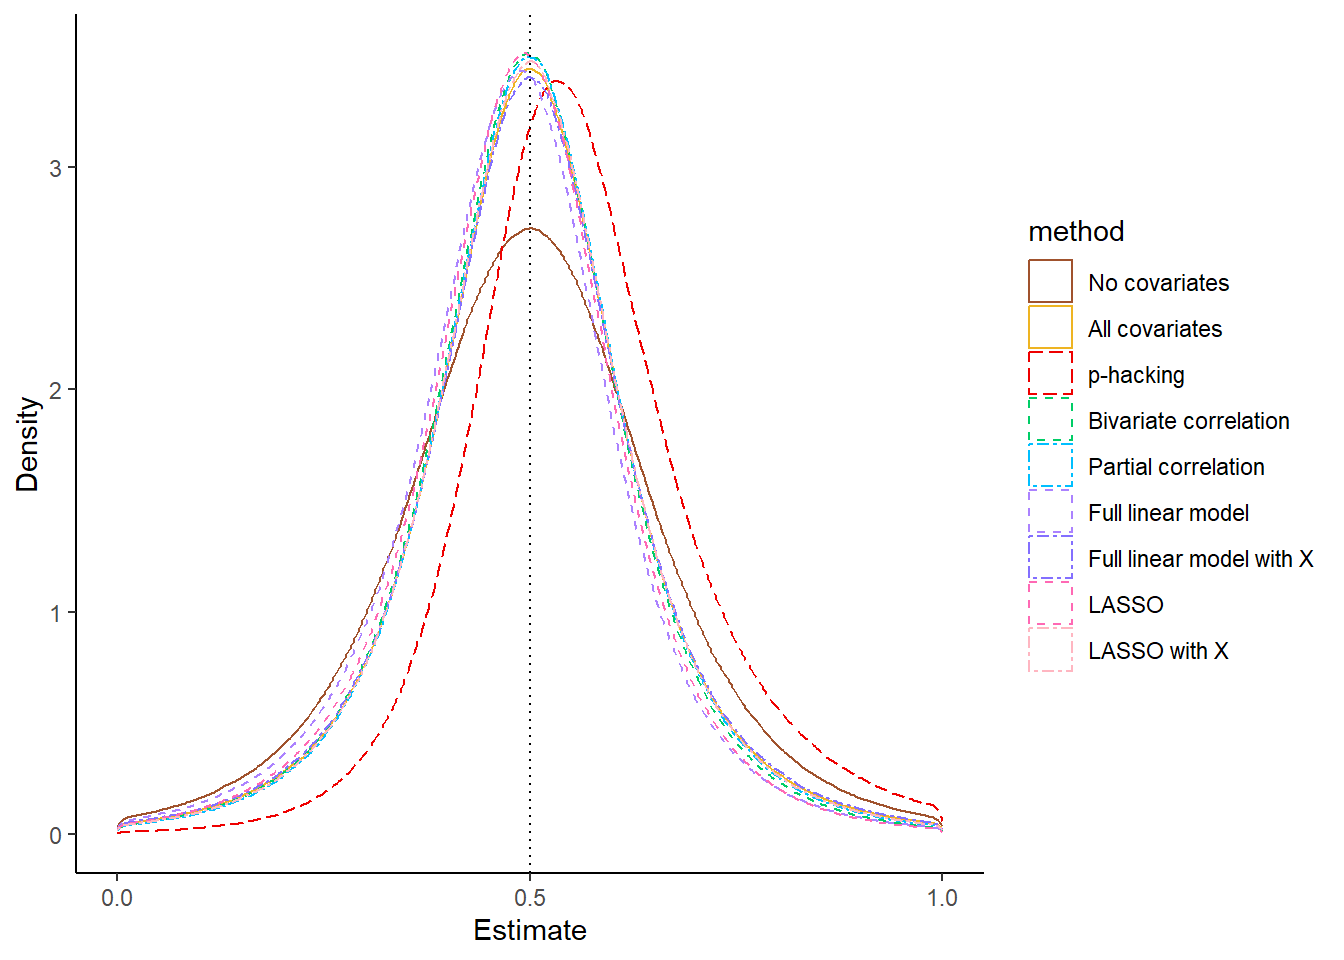 Density
3
2
1
0
0.0
0.5
1.0
Estimate
method
No covariates
All covariates
p-hacking
Bivariate correlation
Partial correlation
Full linear model
Full linear model with X
LASSO
LASSO with X